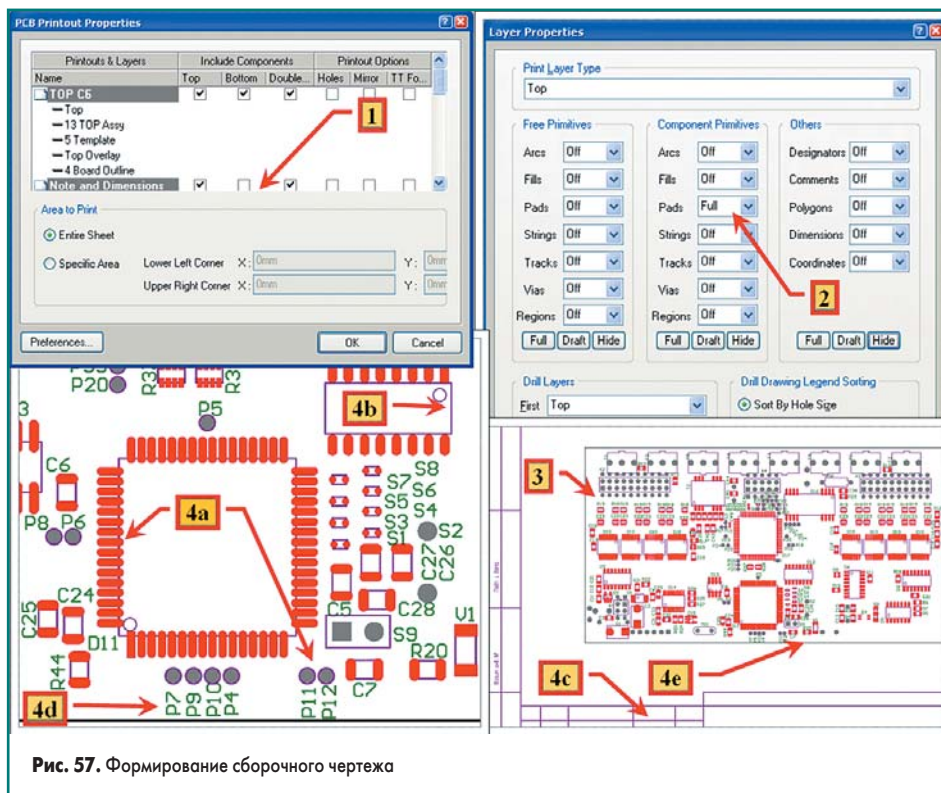 PCB Printout Properties
Printouts & Layers Include Components Printout Options
Name Top Bottom Double... Holes Mirror TT Fo...
TOP СБ
Top
13 TOP Assy
5 Template
Top Overlay
4 Board Outline
Note and Dimensions
1
Area to Print
Entire Sheet
Specific Area Lower Left Corner X: 0mm Y: 0mm
Upper Right Corner X: 0mm Y: 0mm
Preferences... OK Cancel
Layer Properties
Print Layer Type
Top
Free Primitives Component Primitives Others
Arcs Off Arcs Off Designators Off
Fills Off Fills Off Comments Off
Pads Off Pads Full Polygons Off
Strings Off Strings Off Dimensions Off
Tracks Off Tracks Off Coordinates Off
Vias Off Vias Off
2
Regions Off Regions Off
Full Draft Hide Full Draft Hide Full Draft Hide
Drill Layers Drill Drawing Legend Sorting
First Top Sort By Hole Size
P20
P5
4b
C6
P8 P6
4a
S8
S7
S6
S5
S4
S3
S1
S2
C27
C26
C25
C24
D11
C5
C28
S9
V1
R44
R20
C7
P7
P9
P10
P4
P11
P12
4d
3
4c
4e
Рис. 57. Формирование сборочного чертежа